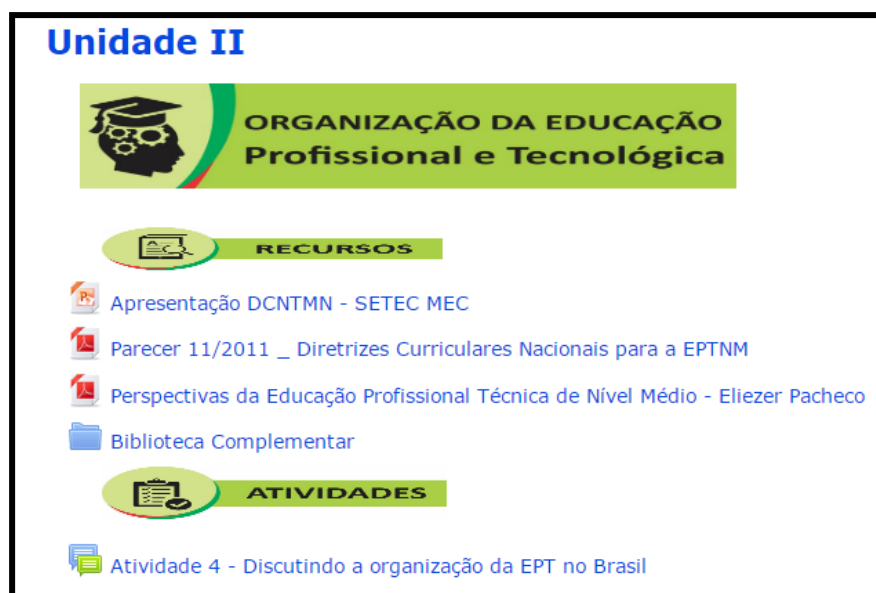 Unidade II
ORGANIZAÇÃO DA EDUCAÇÃO
Profissional e Tecnológica
RECURSOS
Apresentação DCNTMN - SETEC MEC
Parecer 11/2011 _ Diretrizes Curriculares Nacionais para a EPTNM
Perspectivas da Educação Profissional Técnica de Nível Médio - Eliezer Pacheco
Biblioteca Complementar
ATIVIDADES
Atividade 4 - Discutindo a organização da EPT no Brasil